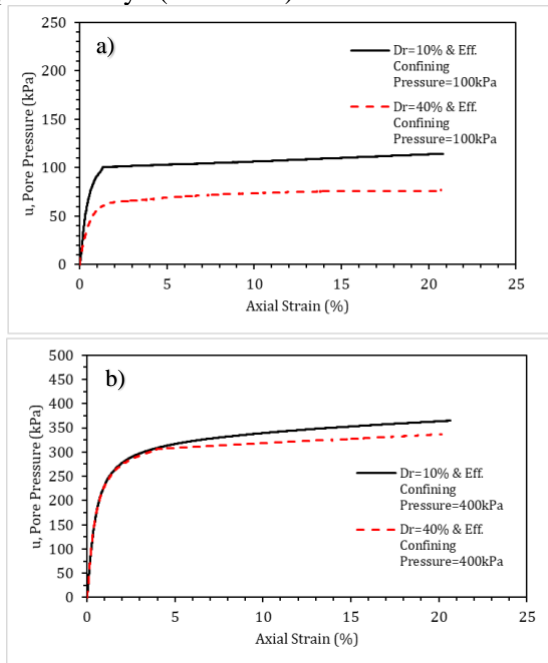 a)
250
200
150
100
50
0
u, Pore Pressure (kPa)
Dr=10% & Eff.
Confining
Pressure=100kPa
Dr=40% & Eff.
Confining
Pressure=100kPa
0 5 10 15 20 25
Axial Strain (%)
b)
500
450
400
350
300
250
200
150
100
50
0
u, Pore Pressure (kPa)
Dr=10% & Eff.
Confining
Pressure=400kPa
Dr=40% & Eff.
Confining
Pressure=400kPa
0 5 10 15 20 25
Axial Strain (%)